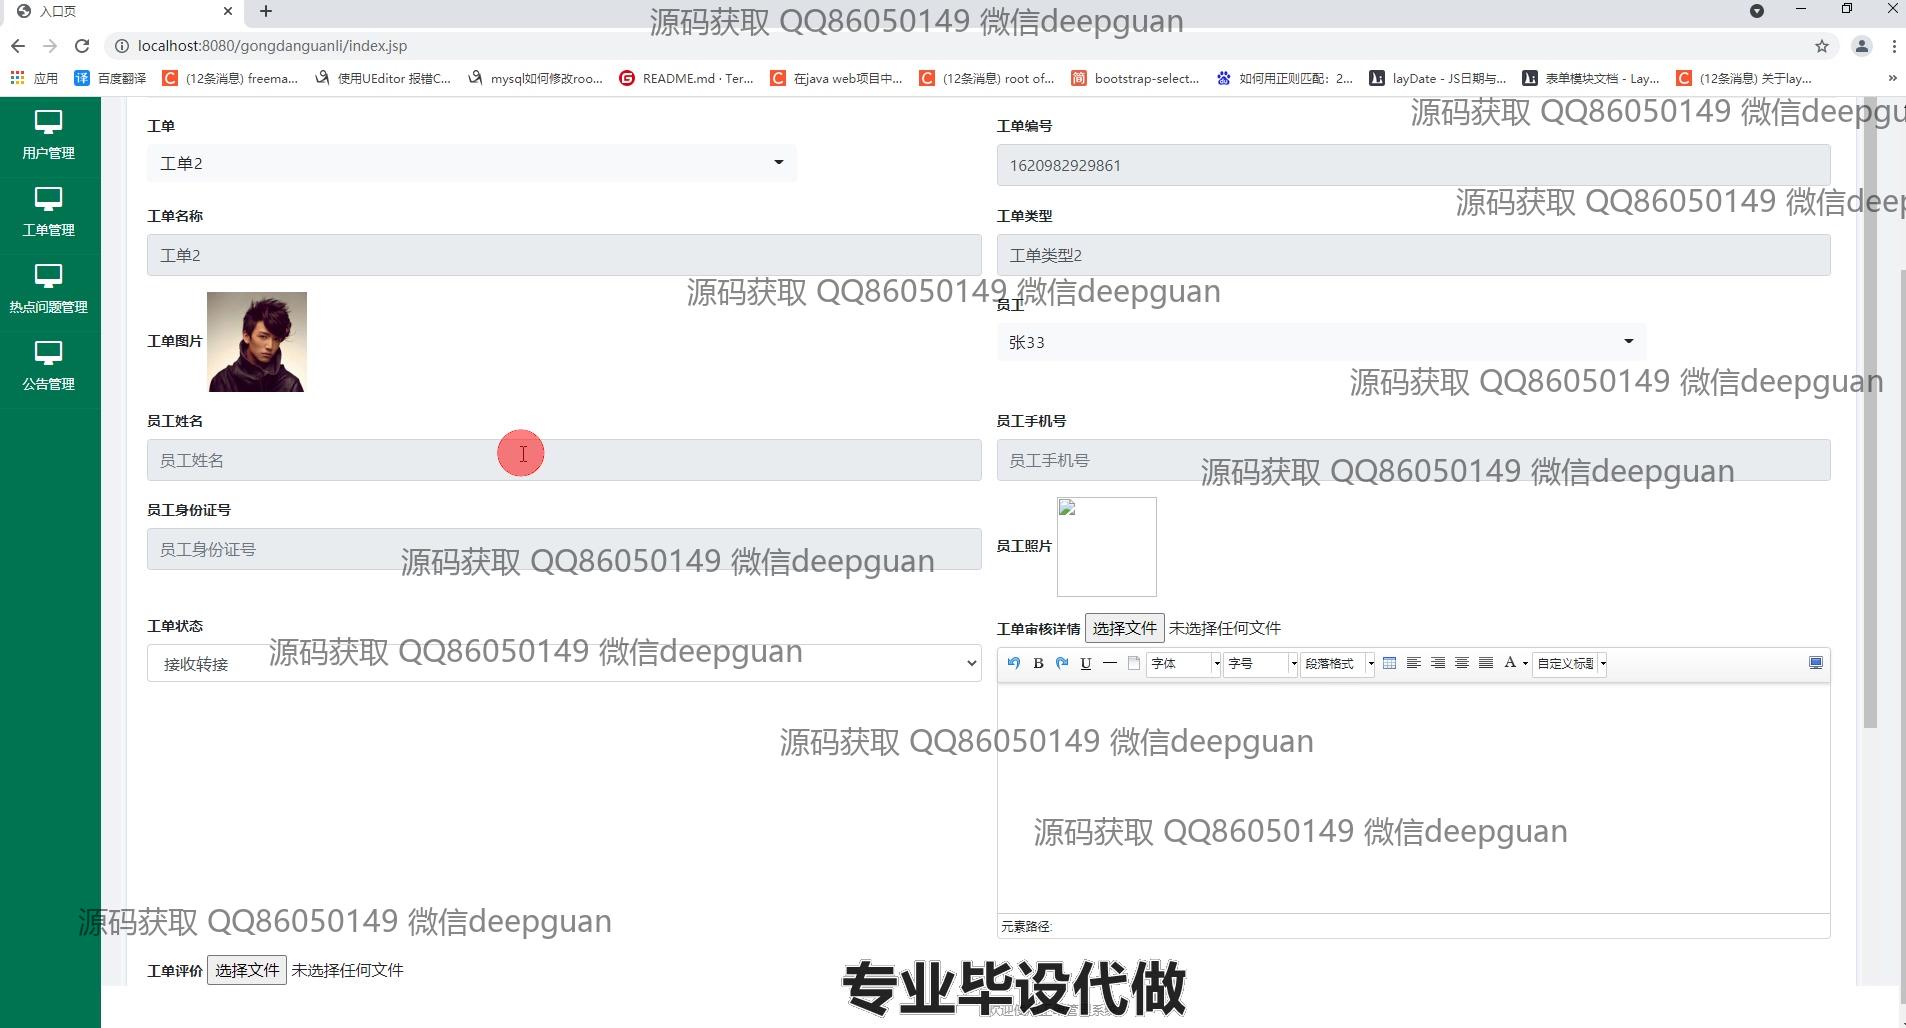 入口页
源码获取 QQ86050149 微信deepguan
localhost:8080/gongdanguanli/index.jsp
应用
百度翻译
(12条消息) freema...
使用UEditor 报错C...
mysql如何修改roo...
README.md · Ter...
在java web项目中...
(12条消息) root of...
bootstrap-select...
如何用正则匹配：2...
layDate - JS日期与...
表单模块文档 - Lay...
(12条消息) 关于lay...
用户管理
工单管理
热点问题管理
公告管理
工单
工单2
工单编号
1620982929861
源码获取 QQ86050149 微信deepgu
源码获取 QQ86050149 微信deep
工单名称
工单2
工单类型
工单类型2
源码获取 QQ86050149 微信deepguan
工单图片
员工
张33
源码获取 QQ86050149 微信deepguan
员工姓名
员工姓名
员工手机号
员工手机号
源码获取 QQ86050149 微信deepguan
员工身份证号
员工身份证号
员工照片
源码获取 QQ86050149 微信deepguan
工单状态
接收转接
源码获取 QQ86050149 微信deepguan
工单审核详情 选择文件 未选择任何文件
B U 字体 字号 段落格式 A 自定义标题
源码获取 QQ86050149 微信deepguan
源码获取 QQ86050149 微信deepguan
源码获取 QQ86050149 微信deepguan
元素路径:
工单评价 选择文件 未选择任何文件
专业毕设代做